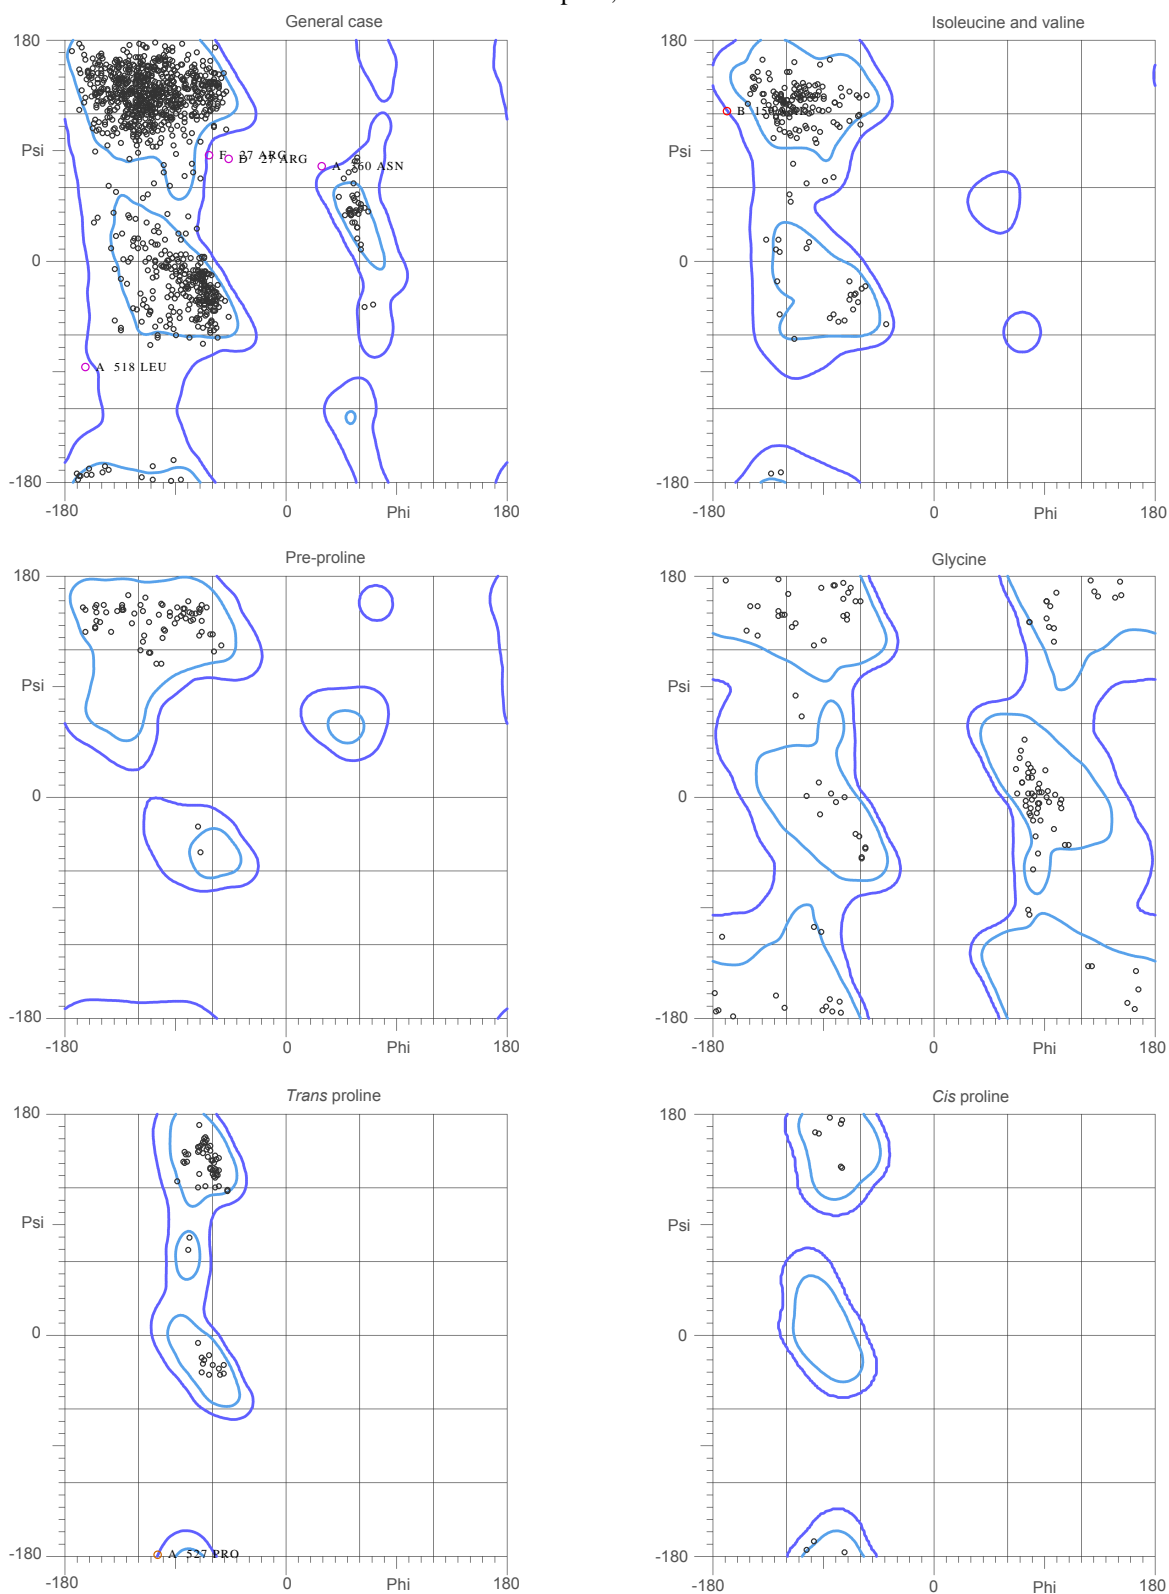 General case
Isoleucine and valine
180
180
F 27 ARG
D 27 ARG
A 360 ASN
B
Psi
Psi
0
0
A 518 LEU
-180
-180
-180
0
Phi
180
-180
0
Phi
180
Pre-proline
Glycine
180
180
Psi
Psi
0
0
-180
-180
-180
0
Phi
180
-180
0
Phi
180
Trans proline
Cis proline
180
180
Psi
Psi
0
0
A 527 PRO
-180
-180
-180
0
Phi
180
-180
0
Phi
180